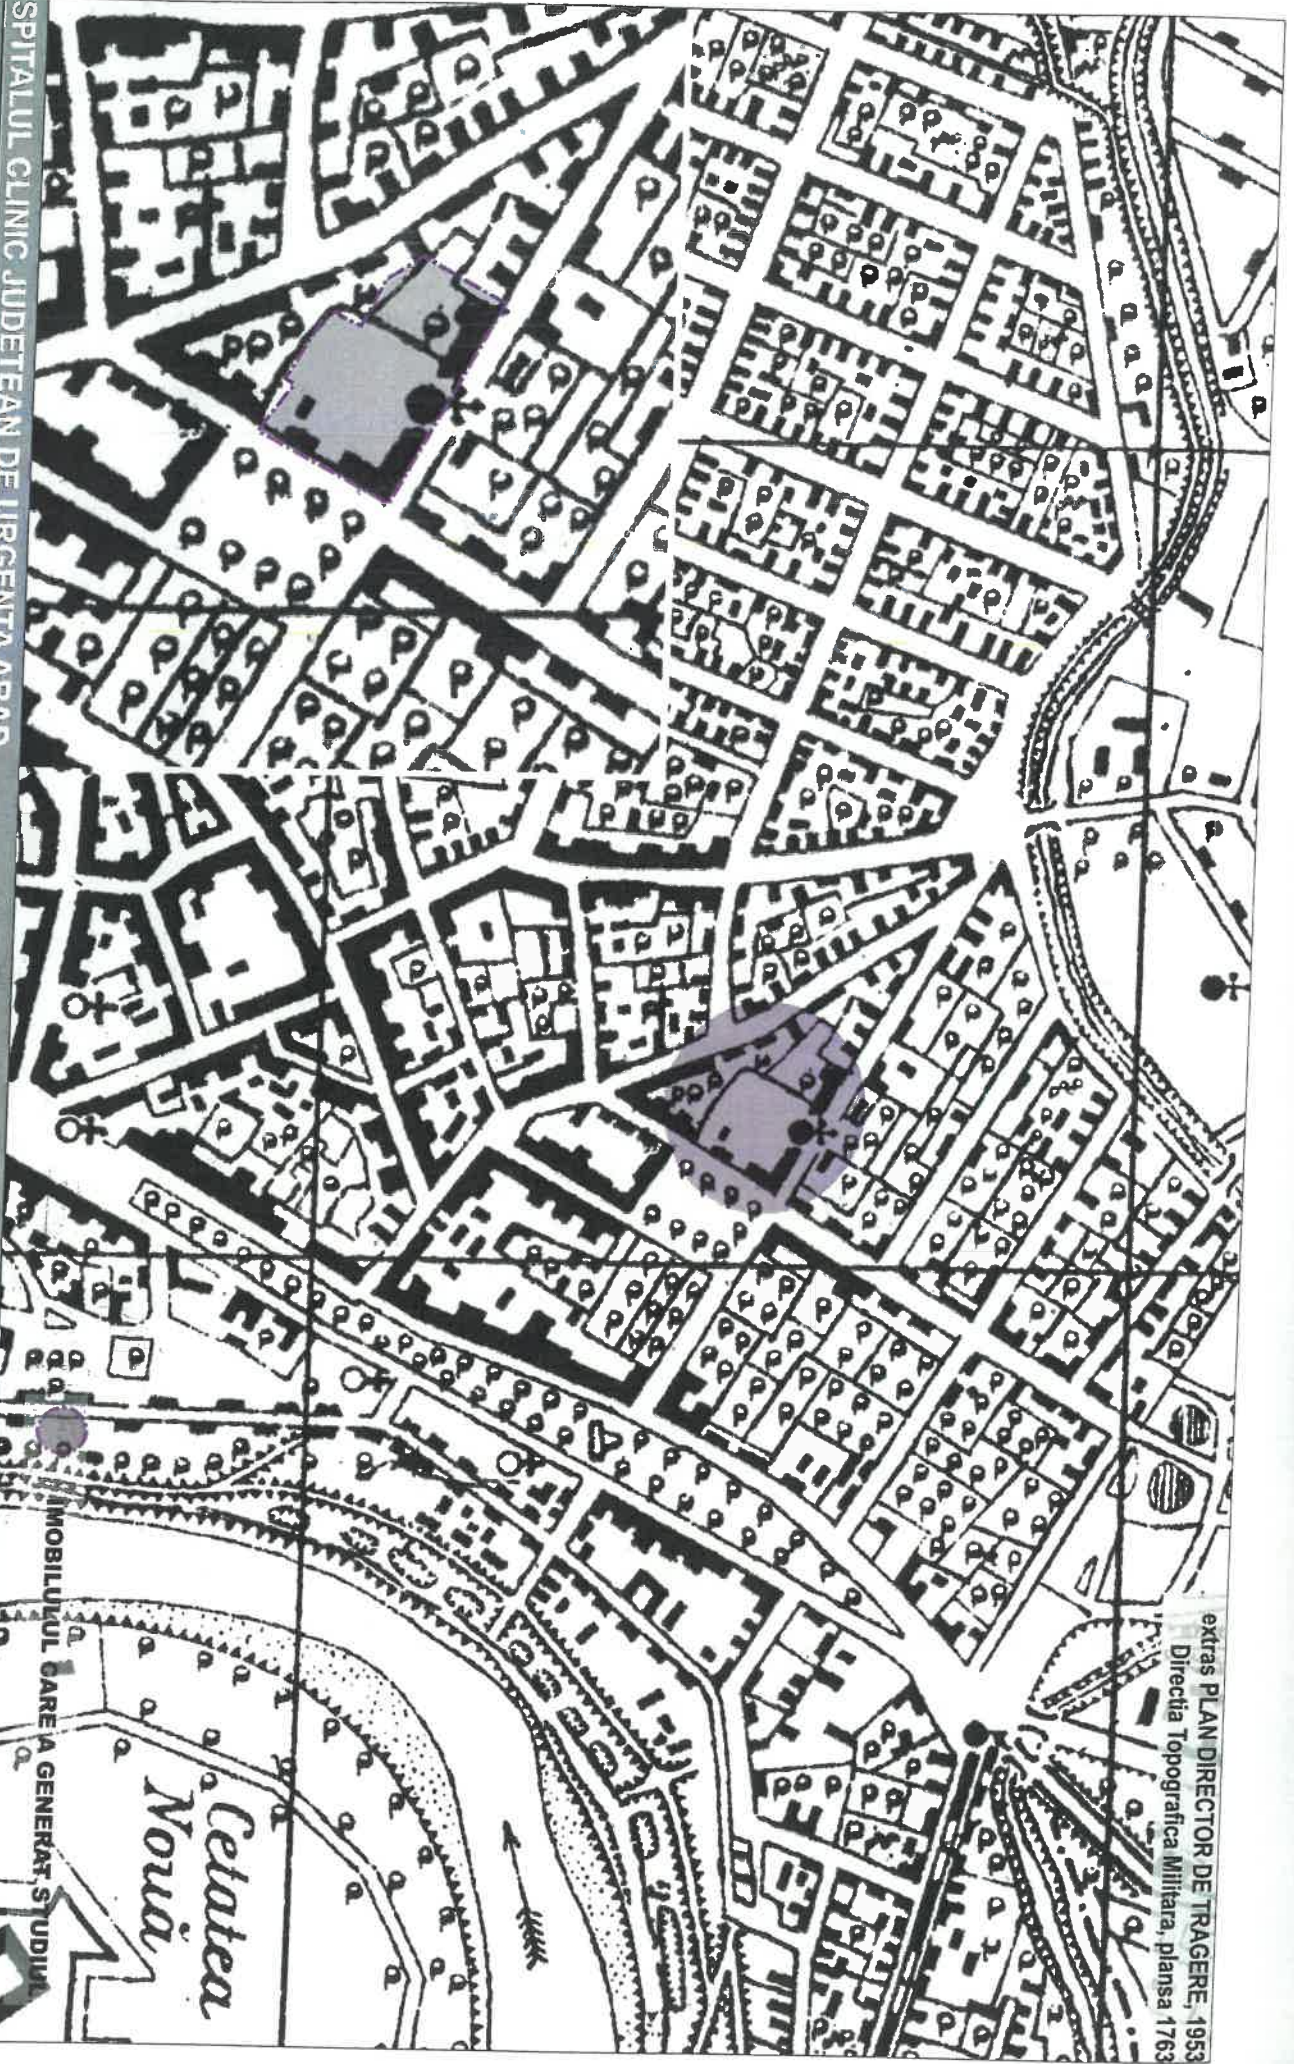 extras PLAN DIRECTOR DE TRAGERE, 1953
Directia Topografica Militara, plansa 1763
Cetatea
Nouă
IMOBILULUI CARE A GENERAT STUDIUL
SPITALUL CLINIC JUDETEAN DE URGENTA ARAD